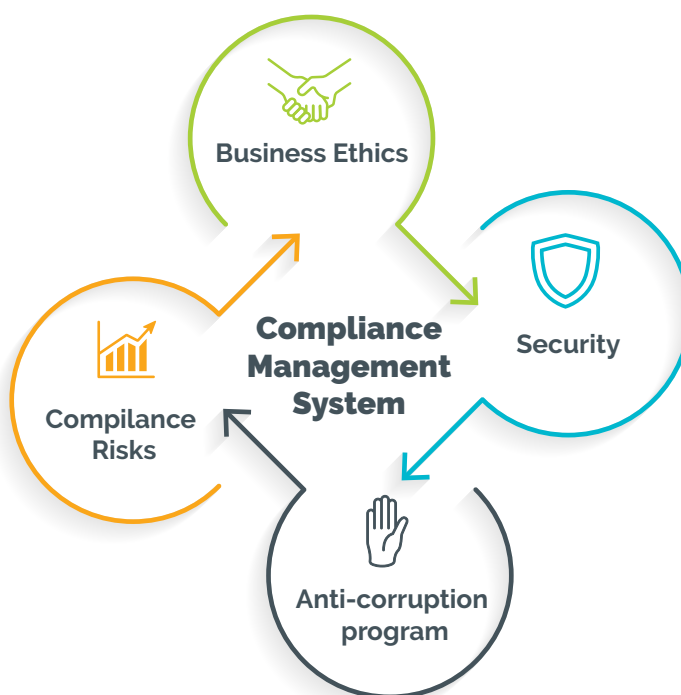 Business Ethics
Security
Compliance
Management
System
Compilance
Risks
Anti-corruption
program